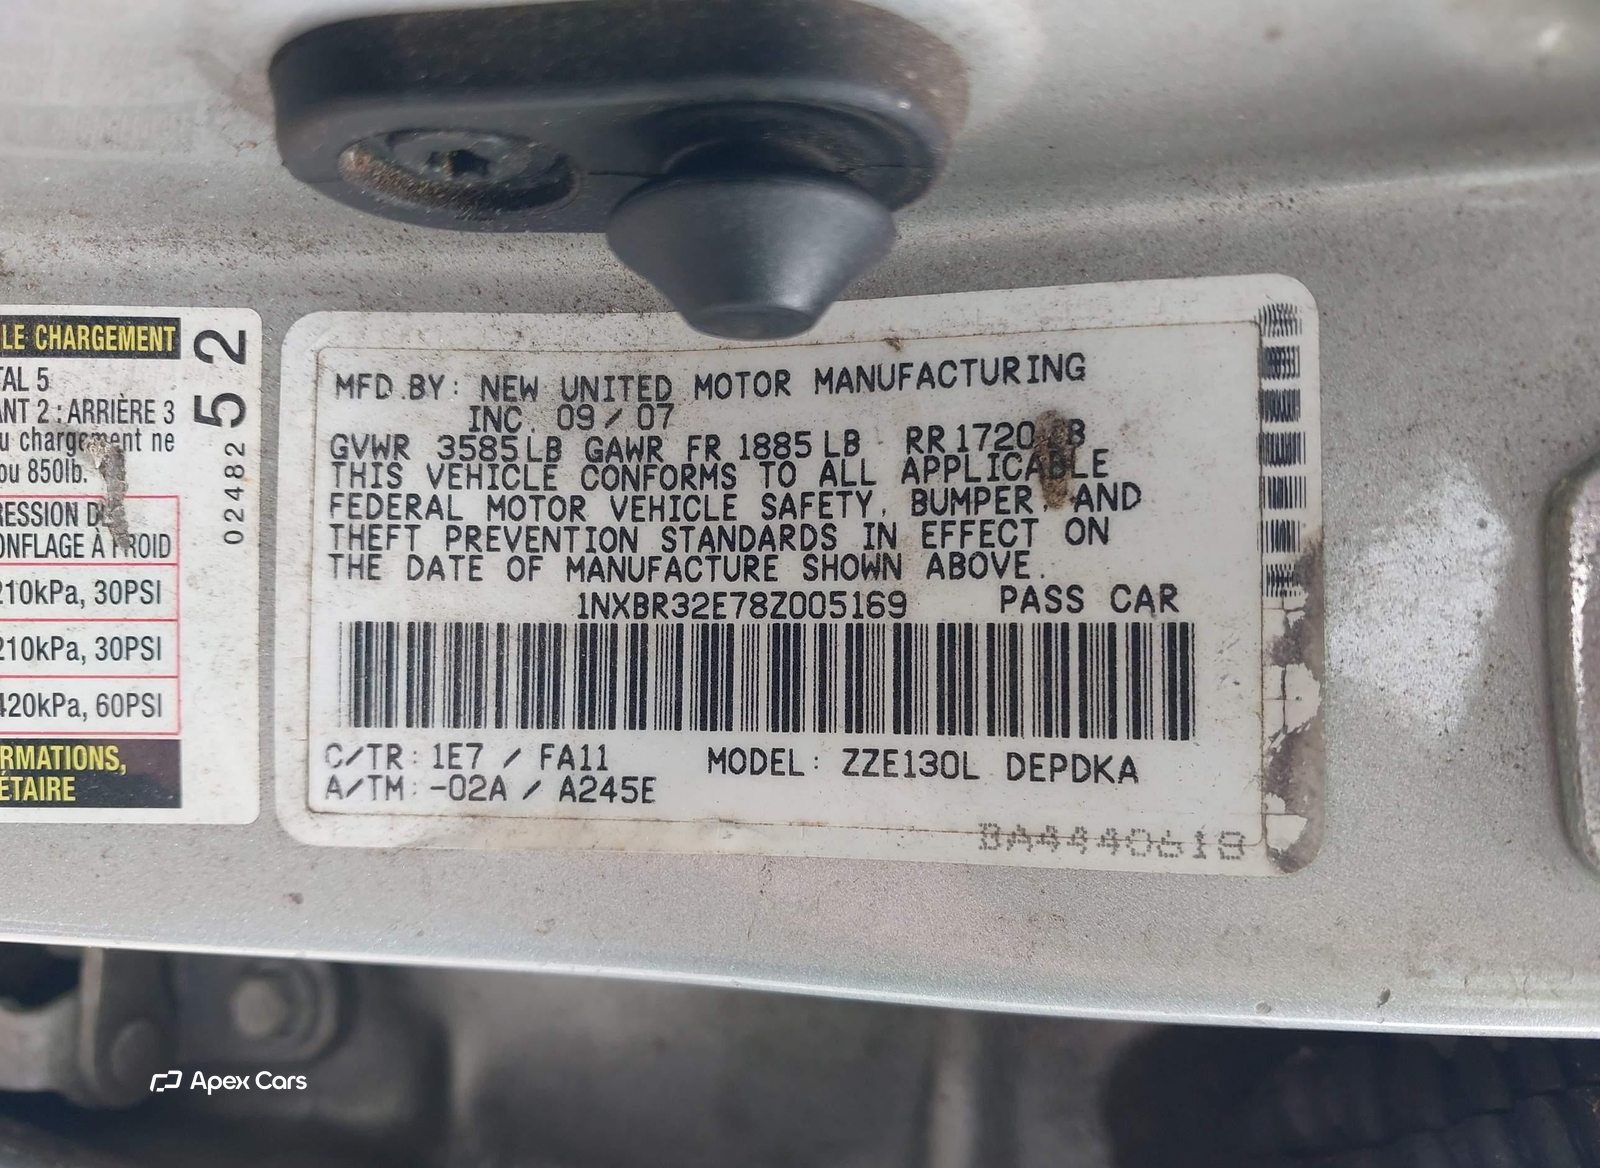 LE CHARGEMENT
TAL 5
ANT 2 : ARRIÈRE 3
u chargement ne
ou 850lb.
RESSION DE
ONFLAGE À FROID
210kPa, 30PSI
210kPa, 30PSI
420kPa, 60PSI
RMATIONS,
ÉTAIRE
52
02482
MFD.BY: NEW UNITED MOTOR MANUFACTURING
INC. 09/07
GVWR 3585LB GAWR FR 1885LB RR1720LB
THIS VEHICLE CONFORMS TO ALL APPLICABLE
FEDERAL MOTOR VEHICLE SAFETY, BUMPER, AND
THEFT PREVENTION STANDARDS IN EFFECT ON
THE DATE OF MANUFACTURE SHOWN ABOVE.
1NXBR32E78Z005169 PASS CAR
C/TR: 1E7 / FA11 MODEL: ZZE130L DEPDKA
A/TM: -02A / A245E
BA4440618
Apex Cars